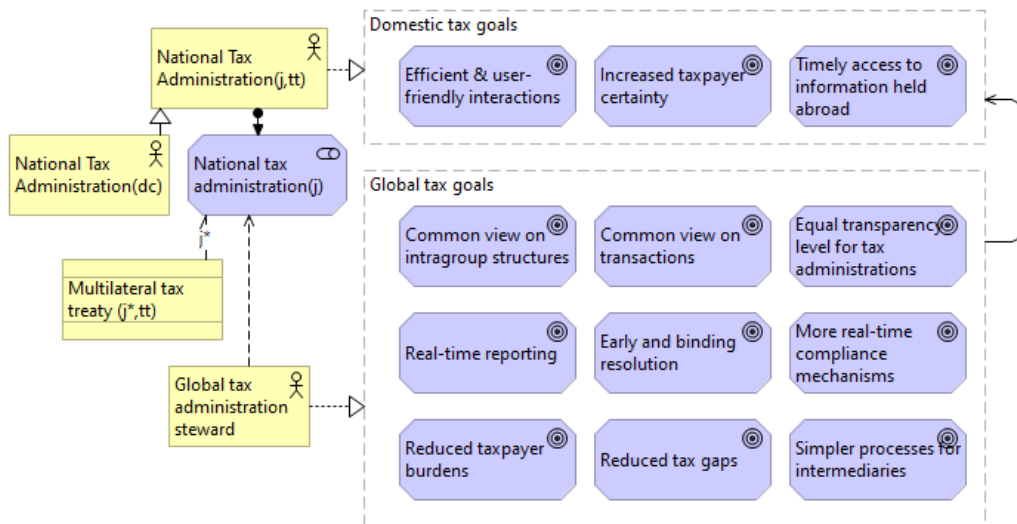 Domestic tax goals
National Tax
Administration(j,tt)
Efficient & user-
friendly interactions
Increased taxpayer
certainty
Timely access to
information held
abroad
National Tax
Administration(dc)
National tax
administration(j)
j*
Multilateral tax
treaty (j*,tt)
Global tax
administration
steward
Global tax goals
Common view on
intragroup structures
Common view on
transactions
Equal transparency
level for tax
administrations
Real-time reporting
Early and binding
resolution
More real-time
compliance
mechanisms
Reduced taxpayer
burdens
Reduced tax gaps
Simpler processes for
intermediaries